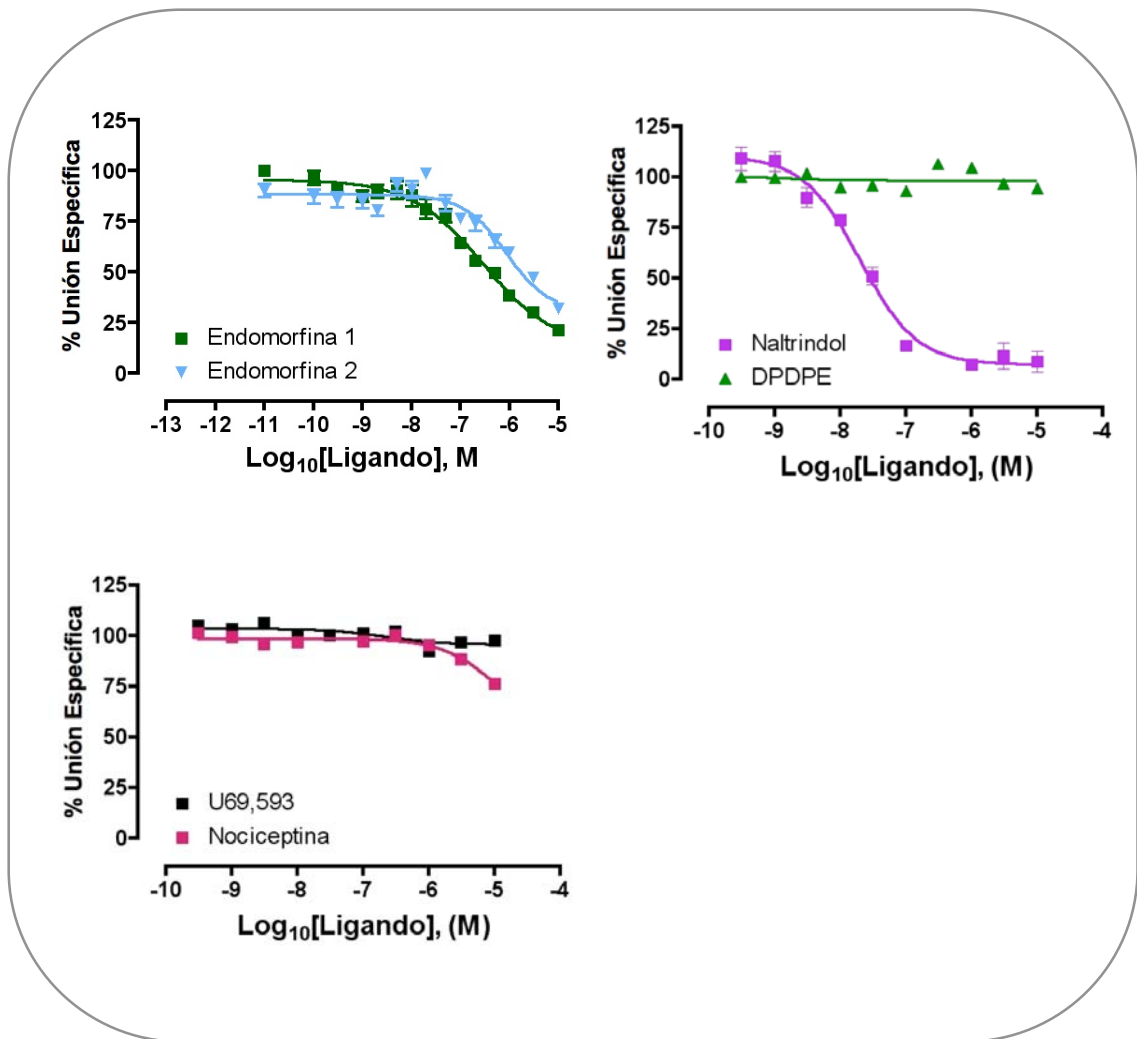 % Unión Específica
125
100
75
50
25
0
Endomorfina 1
Endomorfina 2
-13 -12 -11 -10 -9 -8 -7 -6 -5
Log10[Ligando], M
% Unión Específica
125
100
75
50
25
0
Naltrindol
DPDPE
-10 -9 -8 -7 -6 -5 -4
Log10[Ligando], (M)
% Unión Específica
125
100
75
50
25
0
U69,593
Nociceptina
-10 -9 -8 -7 -6 -5 -4
Log10[Ligando], (M)